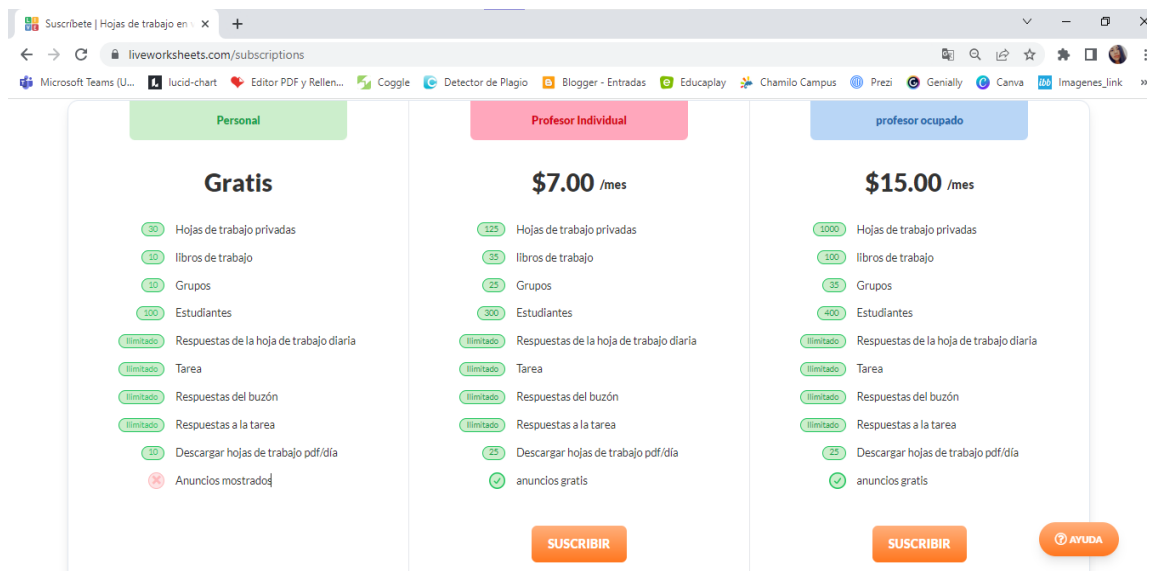 Suscríbete | Hojas de trabajo en v
liveworksheets.com/subscriptions
Microsoft Teams (U... lucid-chart Editor PDF y Rellen... Coggle Detector de Plagio Blogger - Entradas Educaplay Chamilo Campus Prezi Genially Canva Imagenes_link »
Personal
Gratis
30 Hojas de trabajo privadas
10 libros de trabajo
10 Grupos
100 Estudiantes
Ilimitado Respuestas de la hoja de trabajo diaria
Ilimitado Tarea
Ilimitado Respuestas del buzón
Ilimitado Respuestas a la tarea
10 Descargar hojas de trabajo pdf/día
Anuncios mostrados
Profesor Individual
$7.00 /mes
125 Hojas de trabajo privadas
35 libros de trabajo
25 Grupos
300 Estudiantes
Ilimitado Respuestas de la hoja de trabajo diaria
Ilimitado Tarea
Ilimitado Respuestas del buzón
Ilimitado Respuestas a la tarea
25 Descargar hojas de trabajo pdf/día
anuncios gratis
SUSCRIBIR
profesor ocupado
$15.00 /mes
1000 Hojas de trabajo privadas
100 libros de trabajo
35 Grupos
400 Estudiantes
Ilimitado Respuestas de la hoja de trabajo diaria
Ilimitado Tarea
Ilimitado Respuestas del buzón
Ilimitado Respuestas a la tarea
25 Descargar hojas de trabajo pdf/día
anuncios gratis
SUSCRIBIR
AYUDA